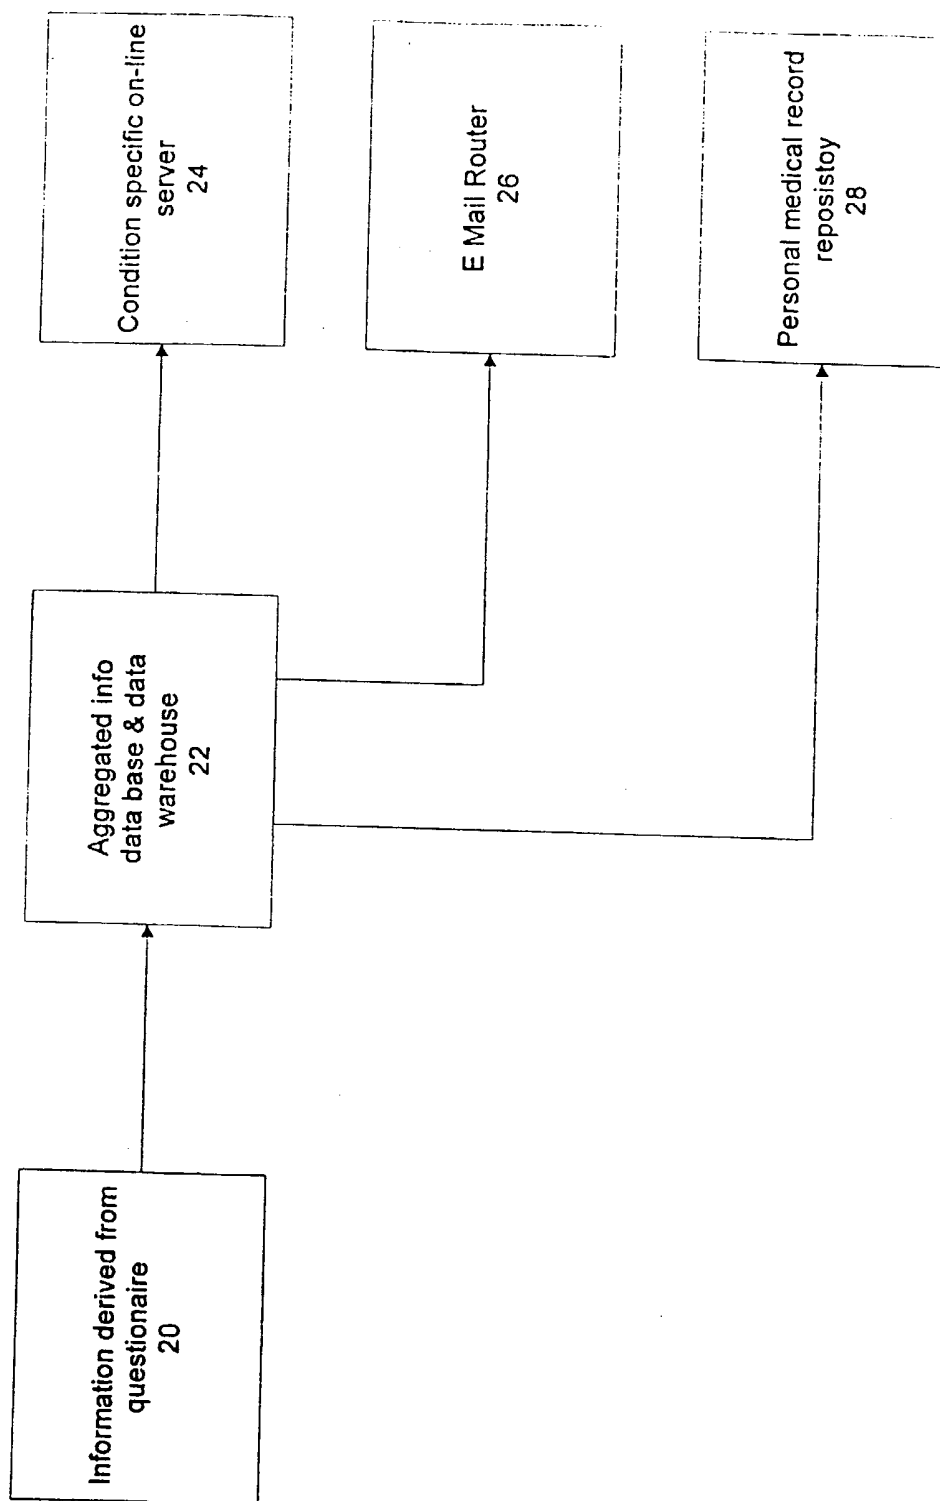 Information derived from
questionaire
20
Aggregated info
data base & data
warehouse
22
Condition specific on-line
server
24
E Mail Router
26
Personal medical record
reposistoy
28